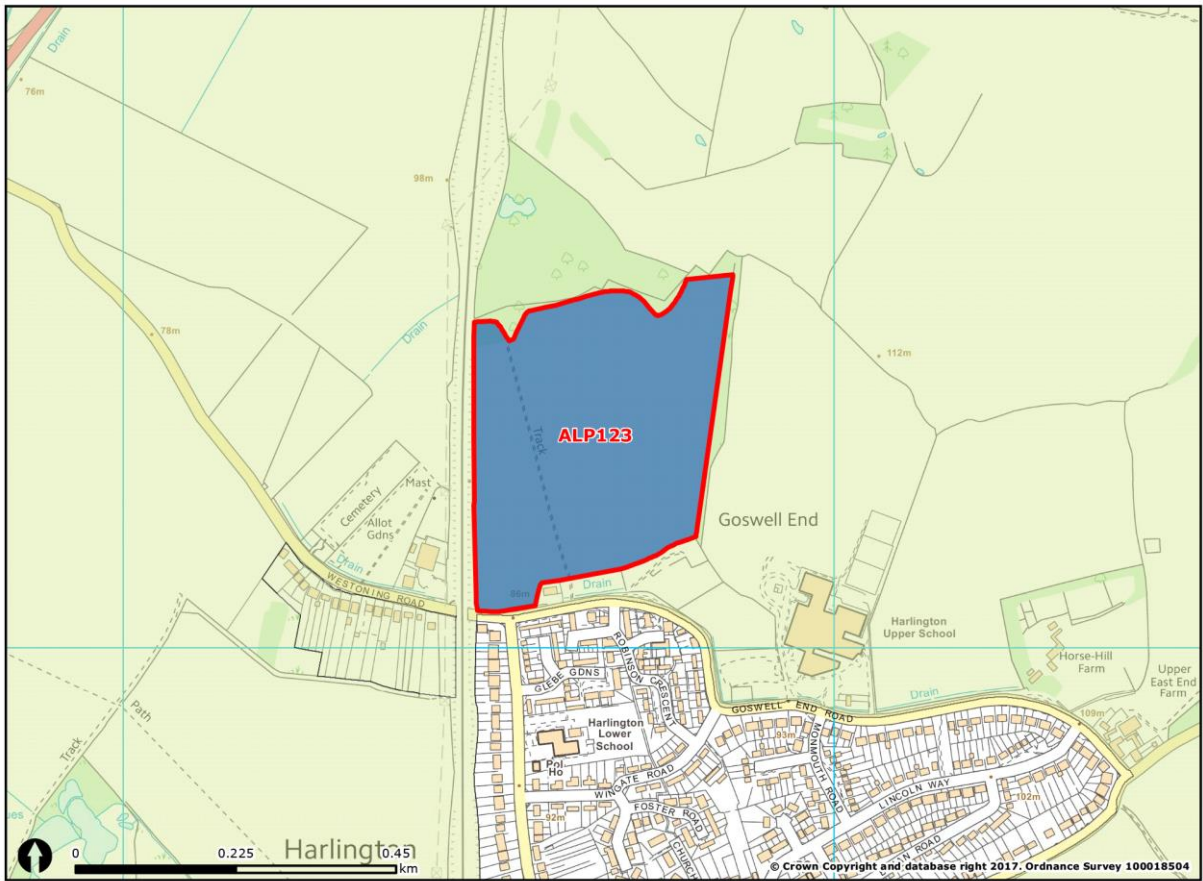 Drain
76m
98m
78m
Drain
112m
Track
ALP123
Cemetery
Mast
Allot
Gdns
Drain
WESTONING ROAD
Goswell End
86m
Drain
Harlington
Upper School
Horse-Hill
Farm
Upper
East End
Farm
Drain
109m
ROBINSON CRESCENT
GLEBE GDNS
GOSWELL END ROAD
Path
Track
Harlington
Lower
School
Pol
Ho
93m
MONMOUTH ROAD
WINGATE ROAD
LINCOLN WAY
102m
FOSTER ROAD
92m
CHURCH
ROAD
Harlington
0 0.225 0.45
km
© Crown Copyright and database right 2017. Ordnance Survey 100018504